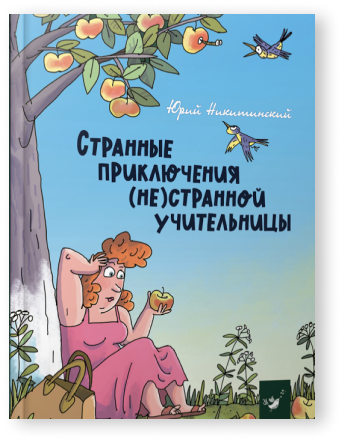 Юрий Никитинский
Странные
приключения
(не)странной
учительницы